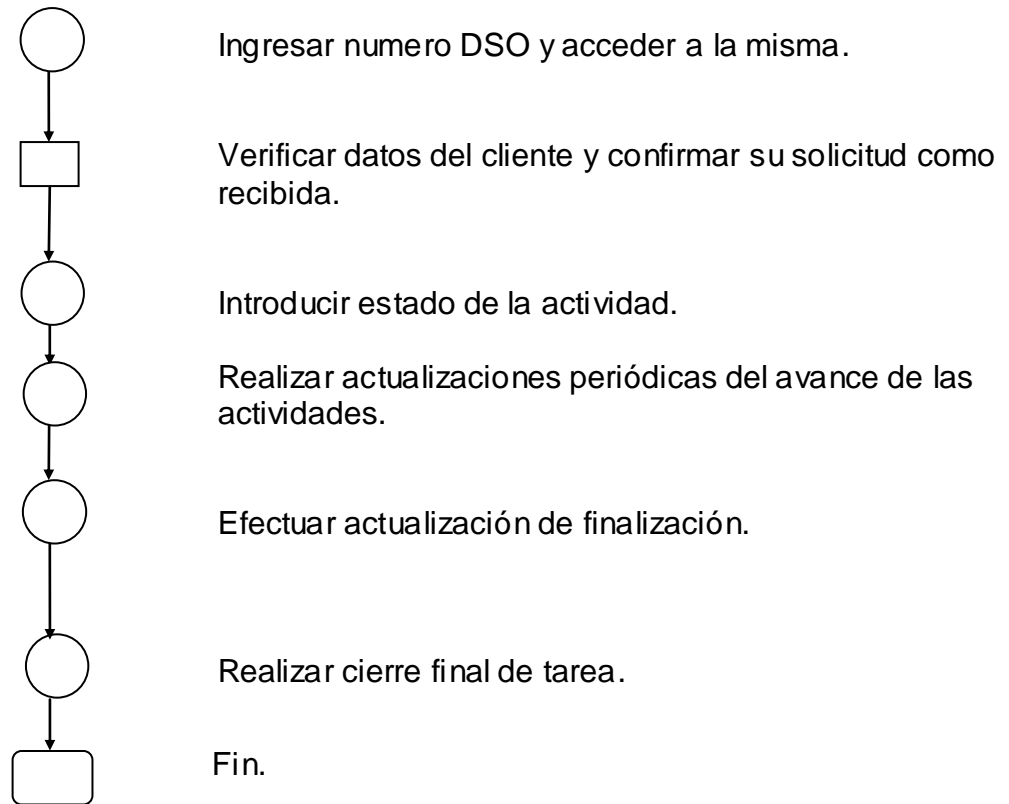 Ingresar numero DSO y acceder a la misma.
Verificar datos del cliente y confirmar su solicitud como
recibida.
Introducir estado de la actividad.
Realizar actualizaciones periódicas del avance de las
actividades.
Efectuar actualización de finalización.
Realizar cierre final de tarea.
Fin.